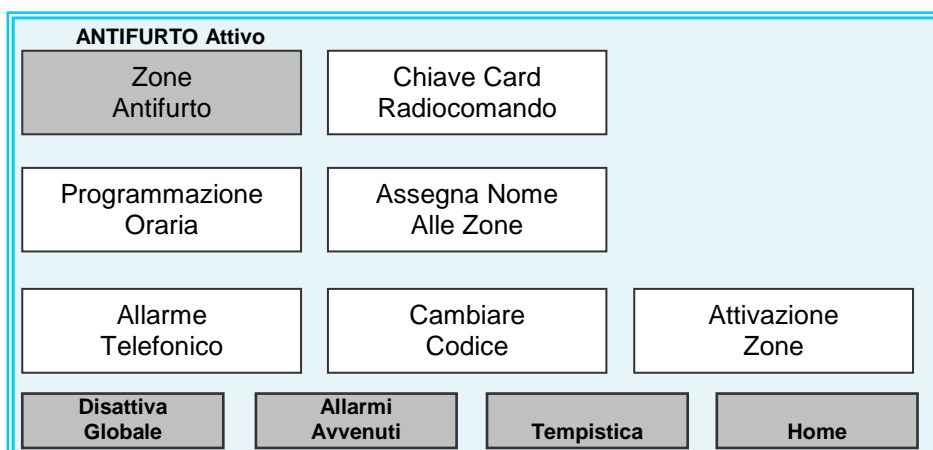 ANTIFURTO Attivo
Zone
Antifurto
Chiave Card
Radiocomando
Programmazione
Oraria
Assegna Nome
Alle Zone
Allarme
Telefonico
Cambiare
Codice
Attivazione
Zone
Disattiva
Globale
Allarmi
Avvenuti
Tempistica
Home